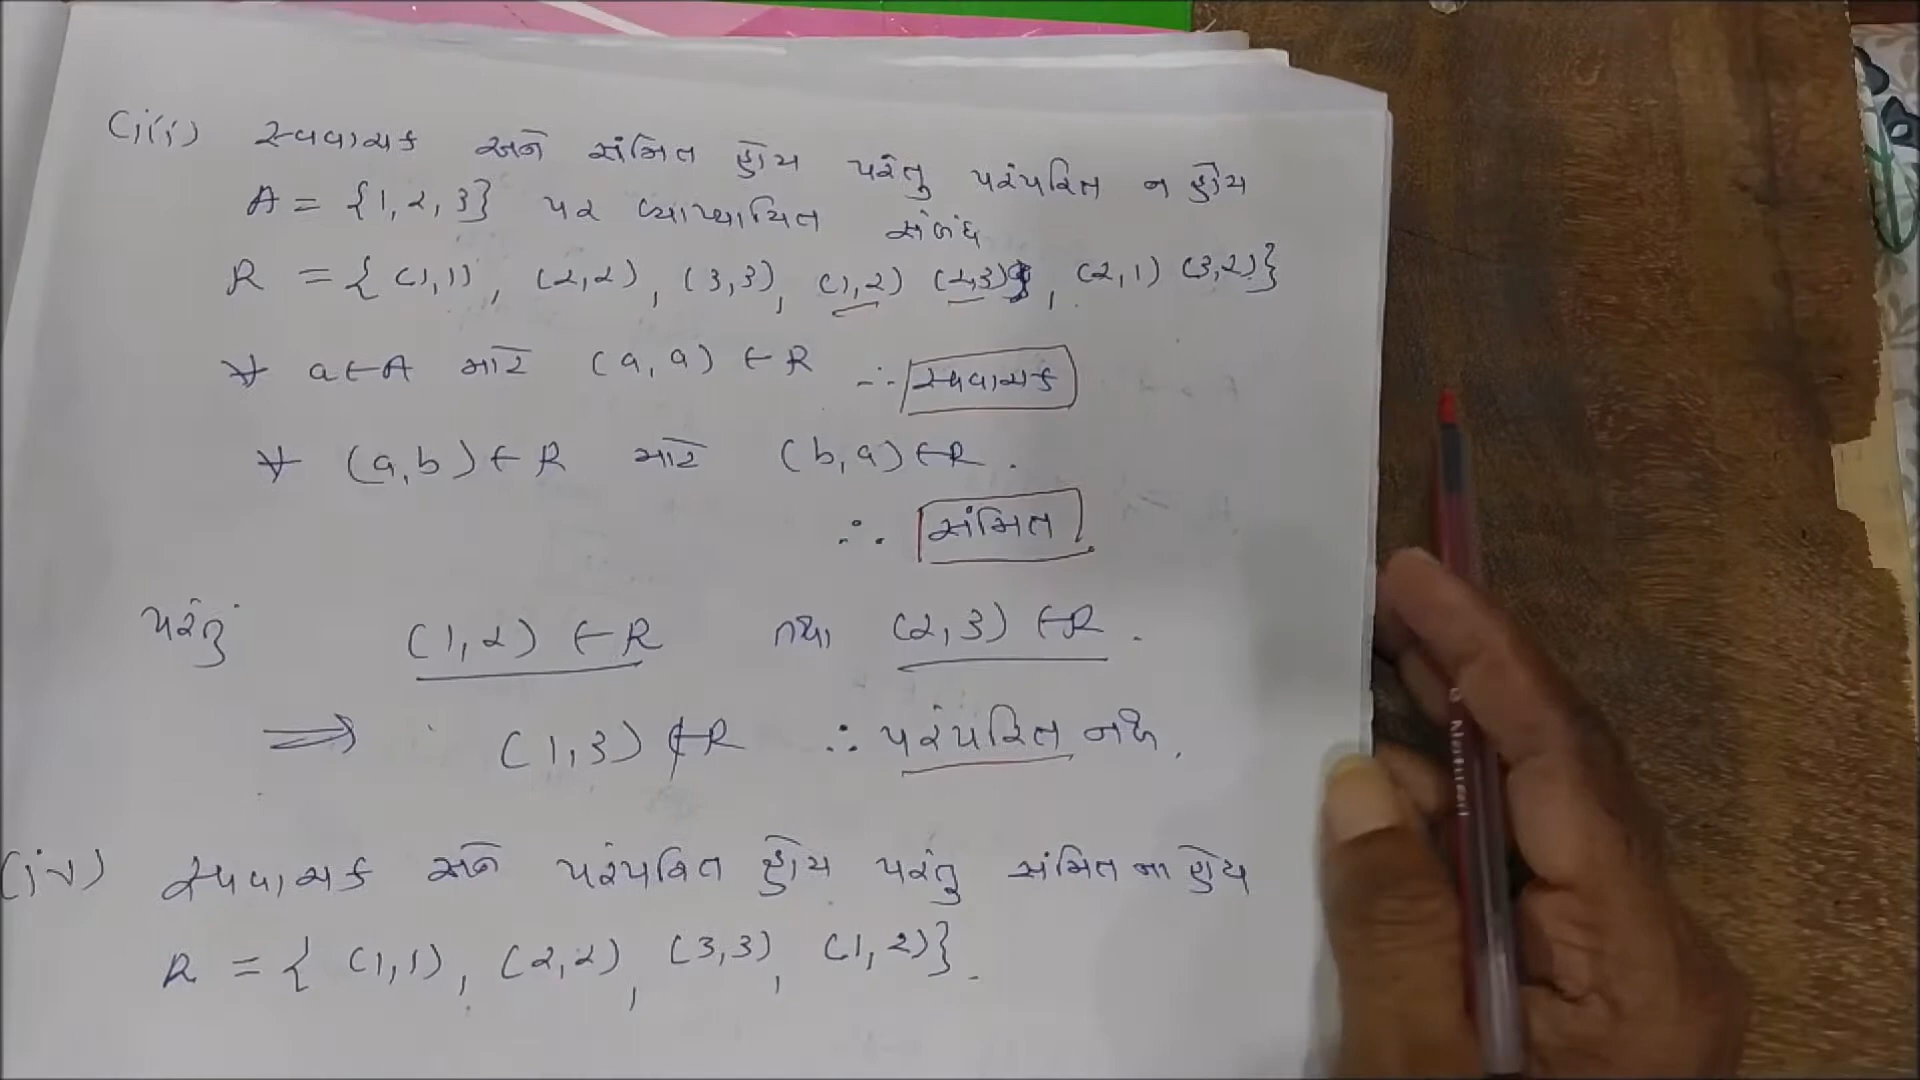 (iii) સ્વવાચક અને સંમિત હોય પરંતુ પરંપરિત ન હોય
A = {1, 2, 3} પર વ્યાખ્યાયિત સંબંધ
R = { (1,1), (2,2), (3,3), (1,2) (2,3), (2,1) (3,2)}
∀ a ∈ A માટે (a, a) ∈ R ∴ સ્વવાચક
∀ (a,b) ∈ R માટે (b,a) ∈ R.
∴ સંમિત
પરંતુ (1,2) ∈ R તથા (2,3) ∈ R.
⟹ (1,3) ∉ R ∴ પરંપરિત નથી.
(iv) સ્વવાચક અને પરંપરિત હોય પરંતુ સંમિત ના હોય
R = { (1,1), (2,2), (3,3), (1,2)}.